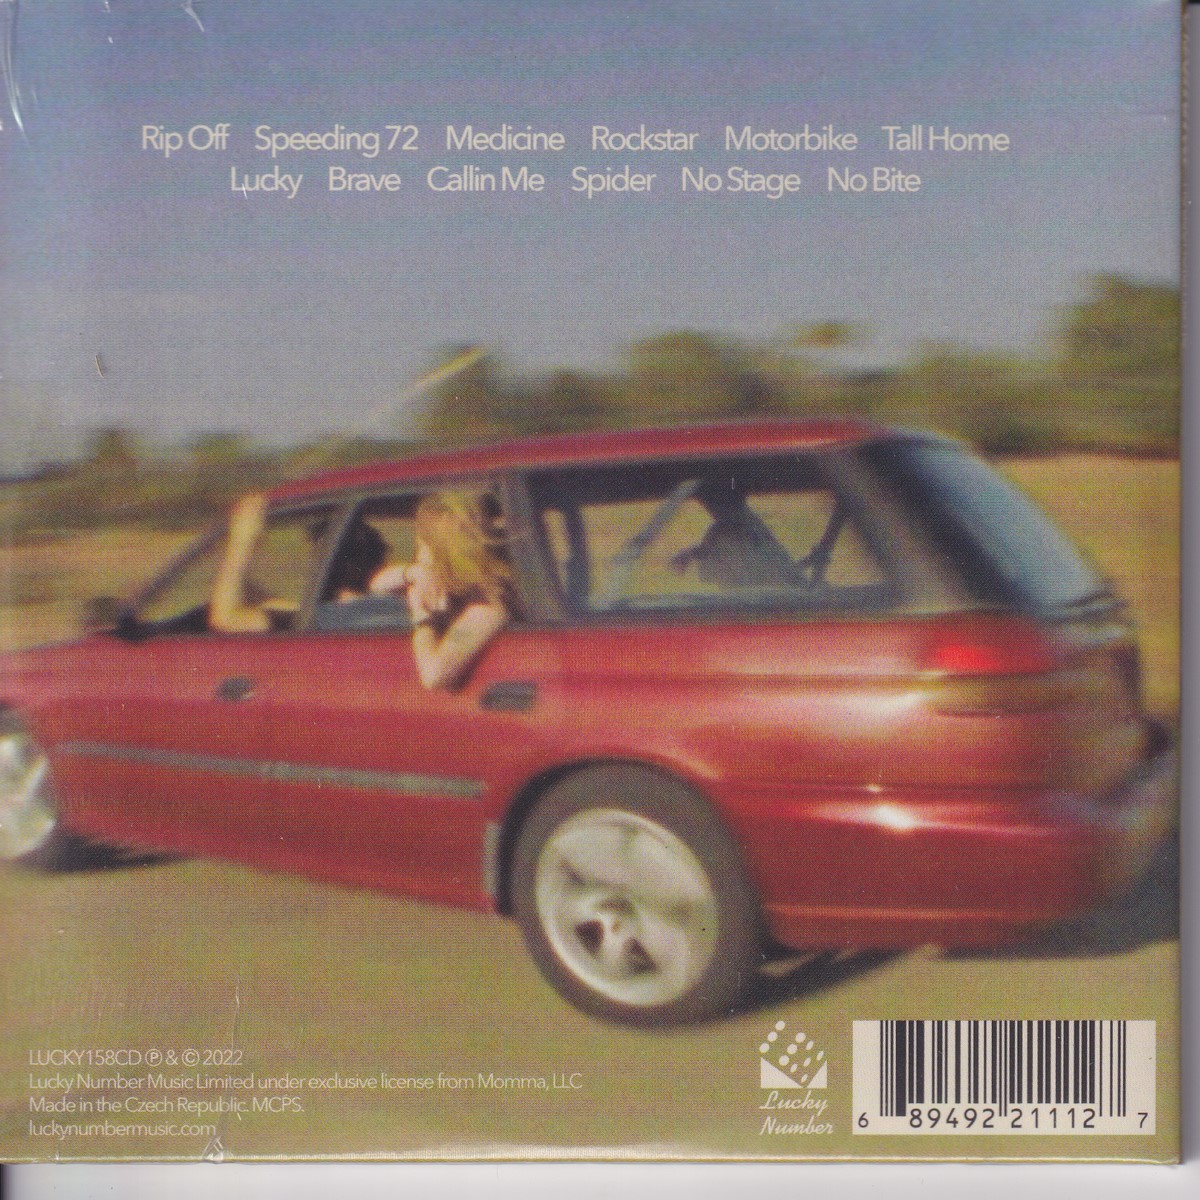 Rip Off Speeding 72 Medicine Rockstar Motorbike Tall Home
Lucky Brave Callin Me Spider No Stage No Bite
LUCKY158CD Ⓟ & © 2022
Lucky Number Music Limited under exclusive license from Momma, LLC
Made in the Czech Republic. MCPS.
luckynumbermusic.com
Lucky
Number
6 89492 21112 7